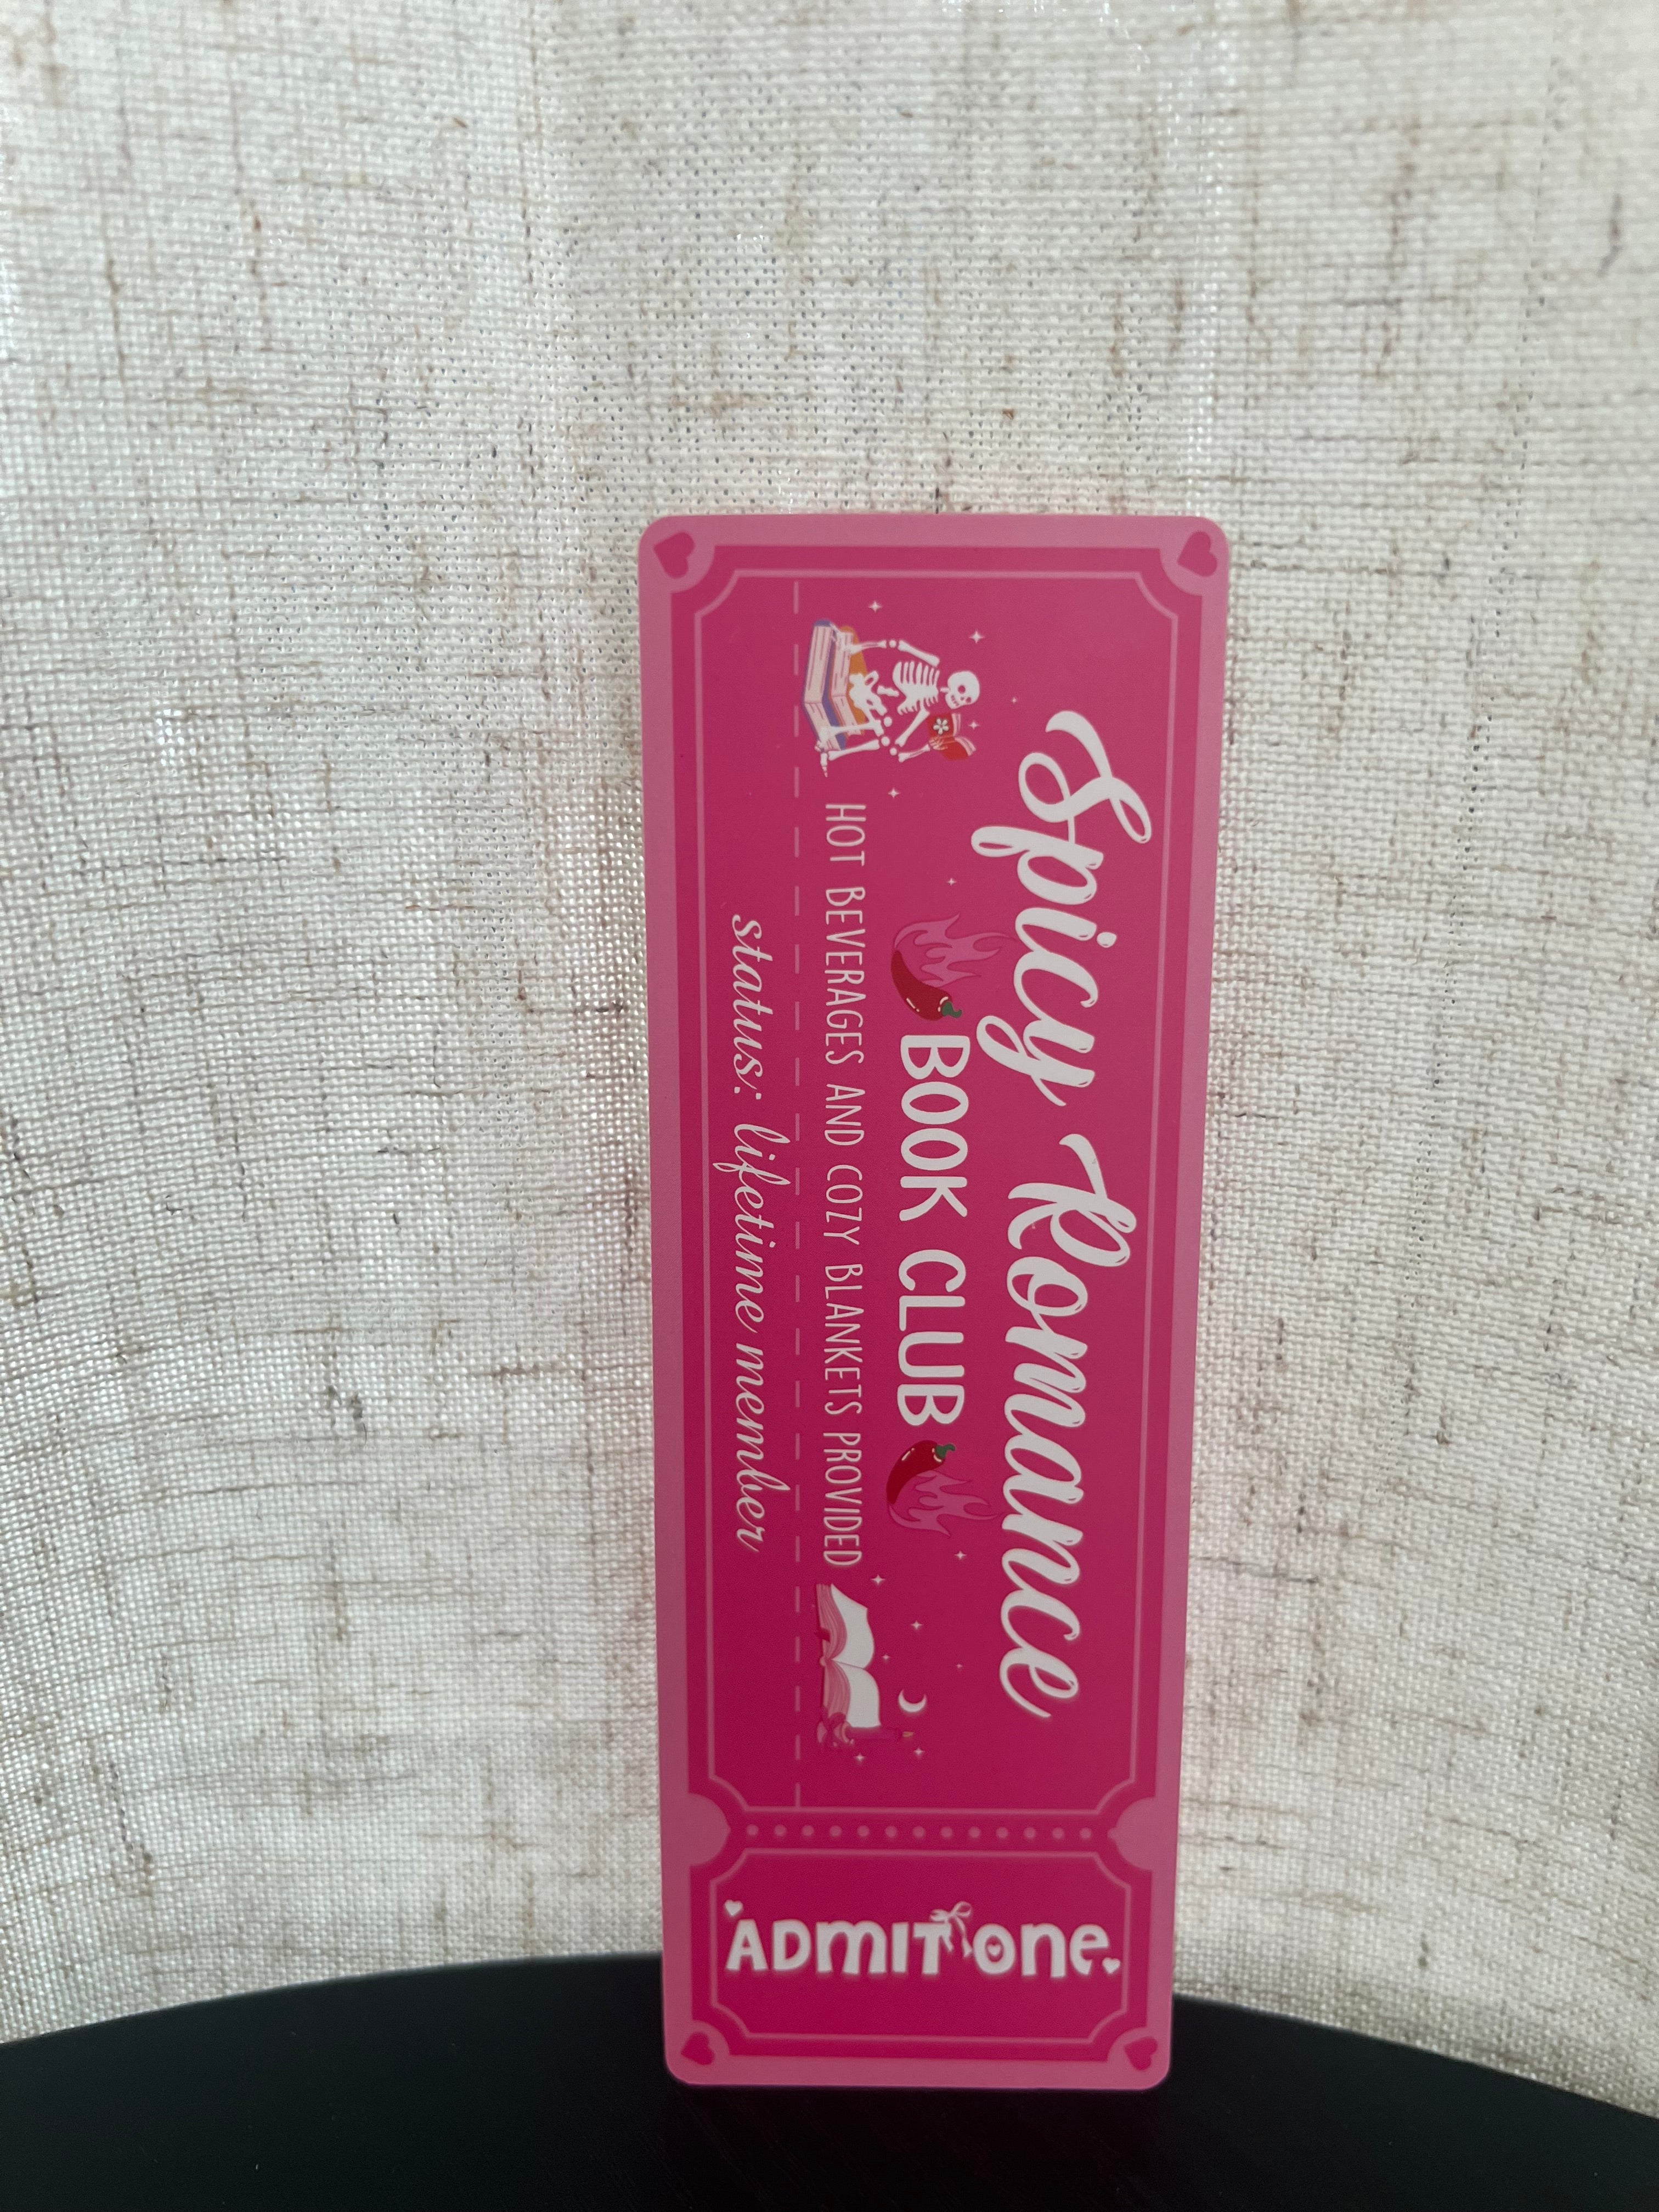 Spicy Romance
BOOK CLUB
HOT BEVERAGES AND COZY BLANKETS PROVIDED
status: lifetime member
ADMIT ONE